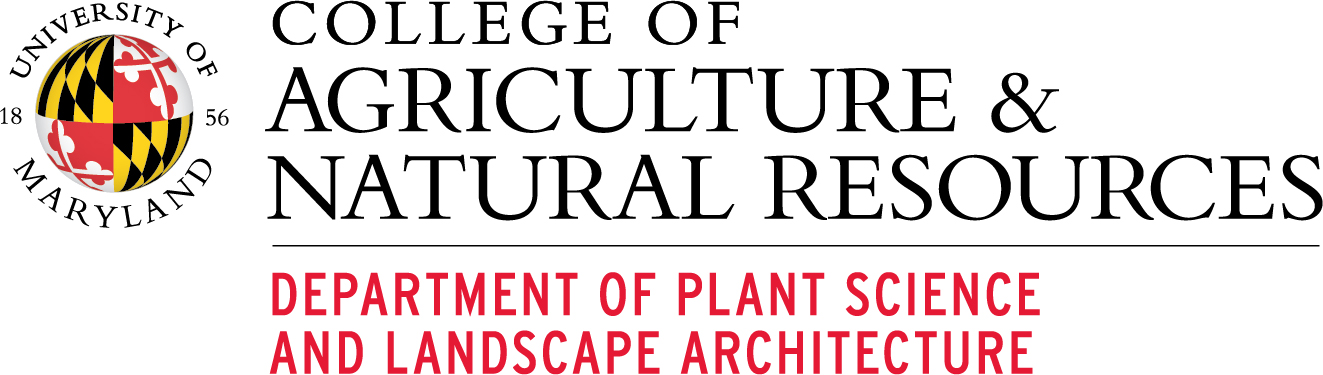 UNIVERSITY OF
18 56
MARYLAND
COLLEGE OF
AGRICULTURE &
NATURAL RESOURCES
DEPARTMENT OF PLANT SCIENCE
AND LANDSCAPE ARCHITECTURE